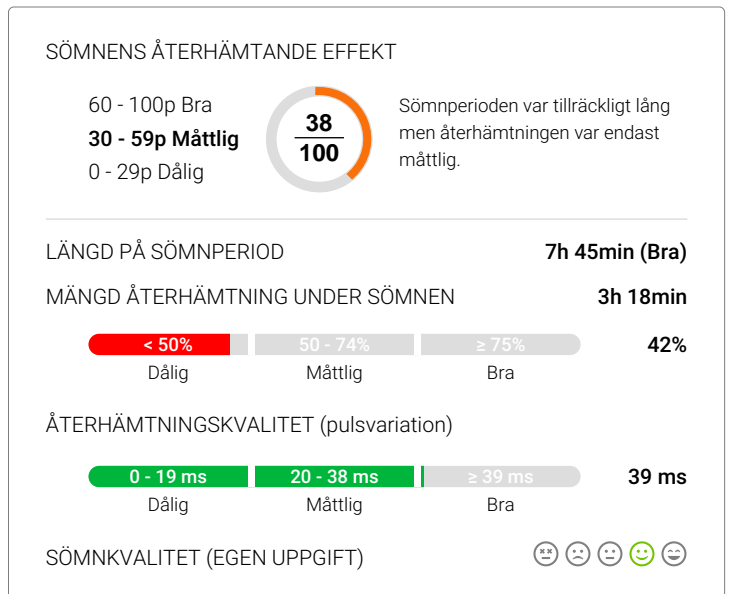 SÖMNENS ÅTERHÄMTANDE EFFEKT
60 - 100p Bra
30 - 59p Måttlig
0 - 29p Dålig
38
100
Sömnperioden var tillräckligt lång
men återhämtningen var endast
måttlig.
LÄNGD PÅ SÖMNPERIOD 7h 45min (Bra)
MÄNGD ÅTERHÄMTNING UNDER SÖMNEN 3h 18min
< 50% 50 - 74% ≥ 75% 42%
Dålig Måttlig Bra
ÅTERHÄMTNINGSKVALITET (pulsvariation)
0 - 19 ms 20 - 38 ms ≥ 39 ms 39 ms
Dålig Måttlig Bra
SÖMNKVALITET (EGEN UPPGIFT)